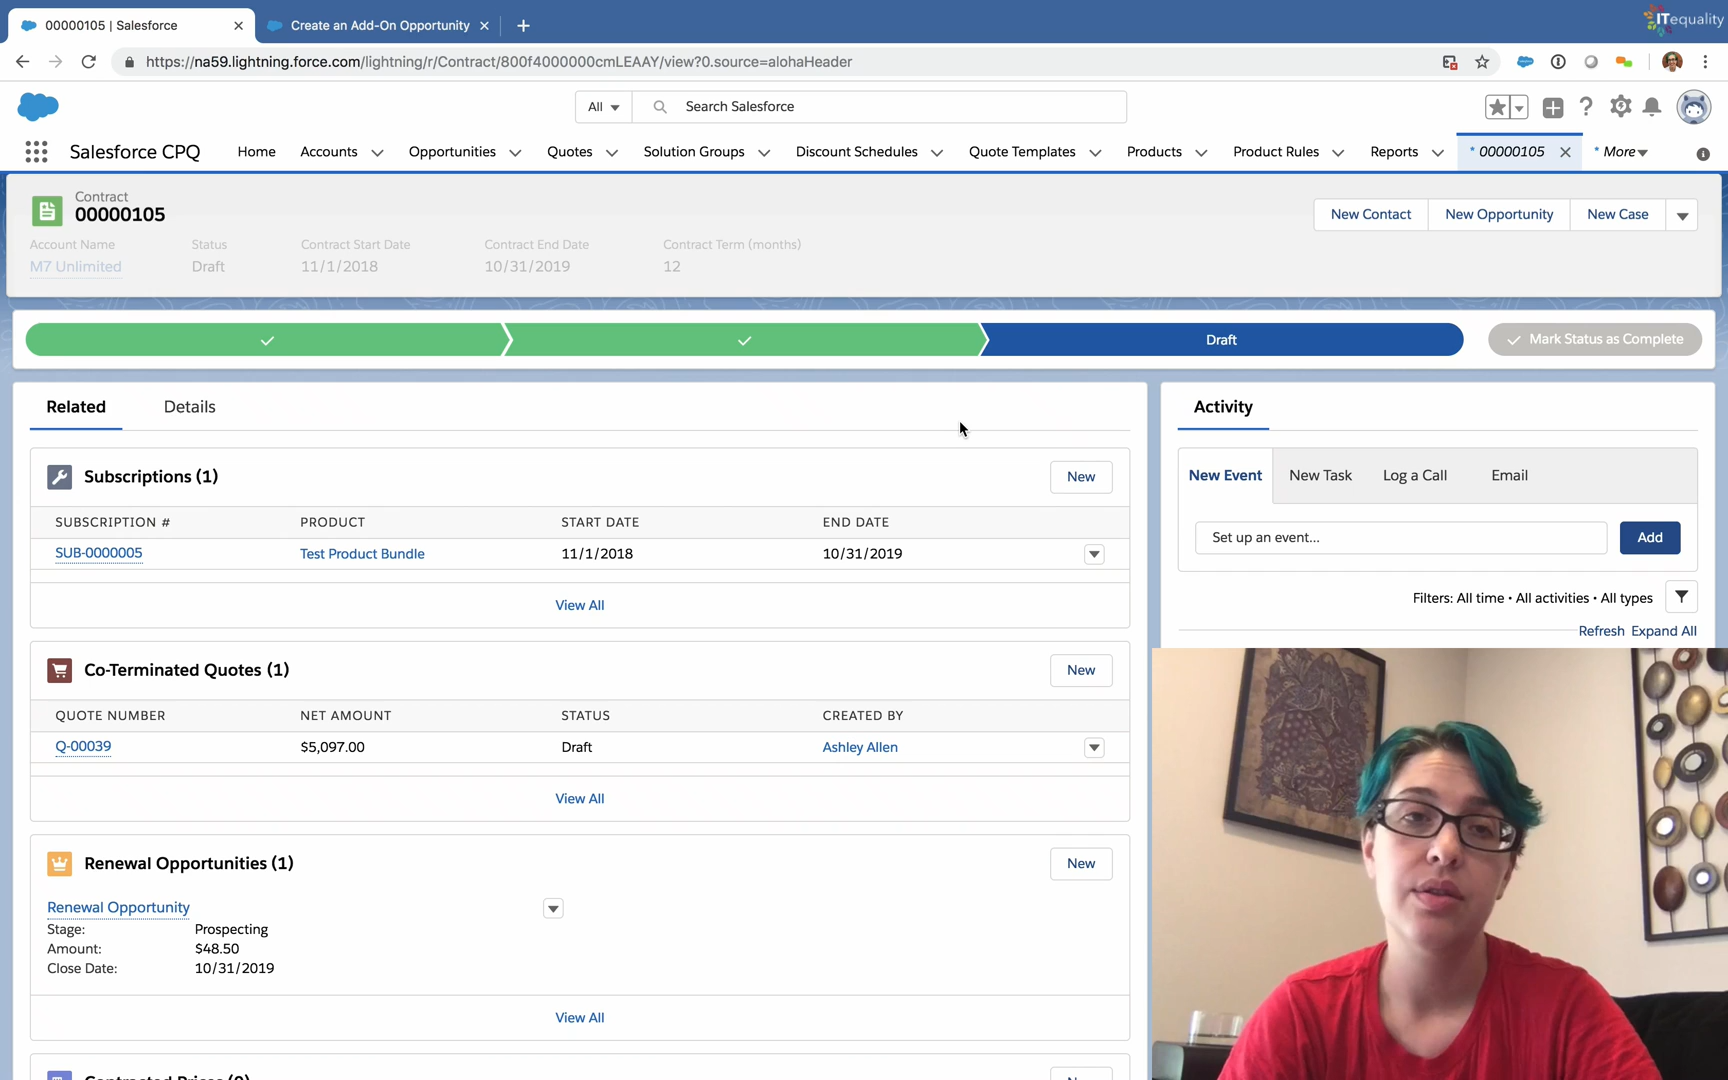 00000105 | Salesforce
Create an Add-On Opportunity
ITequality
https://na59.lightning.force.com/lightning/r/Contract/800f4000000cmLEAAY/view?0.source=alohaHeader
All
Search Salesforce
Salesforce CPQ
Home
Accounts
Opportunities
Quotes
Solution Groups
Discount Schedules
Quote Templates
Products
Product Rules
Reports
* 00000105
* More
Contract
00000105
New Contact
New Opportunity
New Case
Account Name
Status
Contract Start Date
Contract End Date
Contract Term (months)
M7 Unlimited
Draft
11/1/2018
10/31/2019
12
Draft
Mark Status as Complete
Related
Details
Subscriptions (1)
New
SUBSCRIPTION #
PRODUCT
START DATE
END DATE
SUB-0000005
Test Product Bundle
11/1/2018
10/31/2019
View All
Co-Terminated Quotes (1)
New
QUOTE NUMBER
NET AMOUNT
STATUS
CREATED BY
Q-00039
$5,097.00
Draft
Ashley Allen
View All
Renewal Opportunities (1)
New
Renewal Opportunity
Stage: Prospecting
Amount: $48.50
Close Date: 10/31/2019
View All
Activity
New Event
New Task
Log a Call
Email
Set up an event...
Add
Filters: All time • All activities • All types
Refresh
Expand All